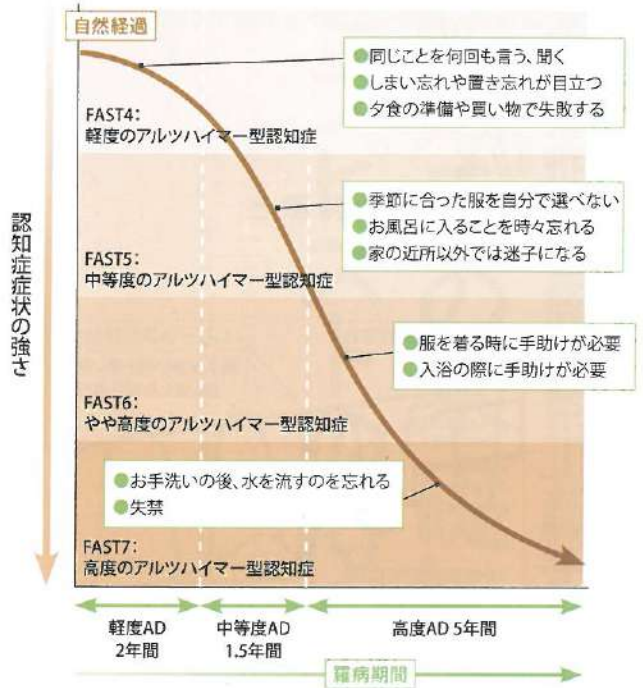 自然経過
●同じことを何回も言う、聞く
●しまい忘れや置き忘れが目立つ
●夕食の準備や買い物で失敗する
FAST4:
軽度のアルツハイマー型認知症
●季節に合った服を自分で選べない
●お風呂に入ることを時々忘れる
●家の近所以外では迷子になる
FAST5:
中等度のアルツハイマー型認知症
認知症症状の強さ
●服を着る時に手助けが必要
●入浴の際に手助けが必要
FAST6:
やや高度のアルツハイマー型認知症
●お手洗いの後、水を流すのを忘れる
●失禁
FAST7:
高度のアルツハイマー型認知症
軽度AD
2年間
中等度AD
1.5年間
高度AD 5年間
罹病期間